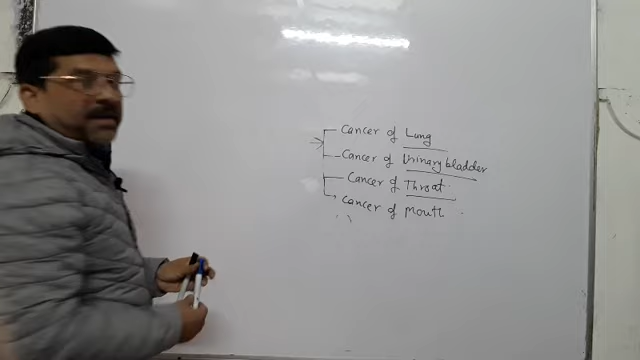 Cancer of Lung
Cancer of Urinary bladder
Cancer of Throat
Cancer of Mouth